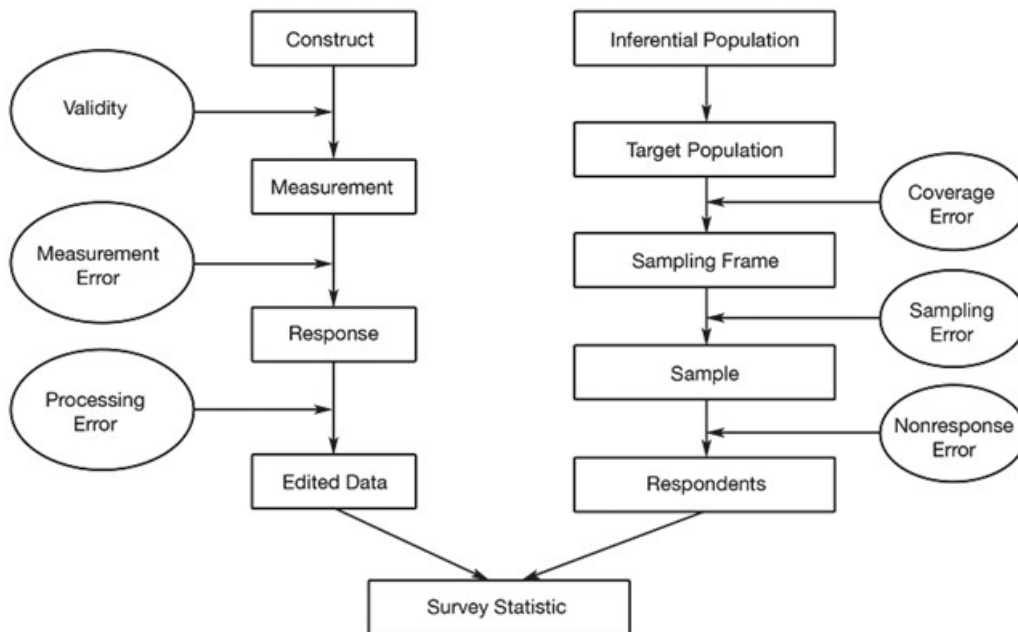 Construct
Inferential Population
Validity
Target Population
Measurement
Coverage
Error
Measurement
Error
Sampling Frame
Response
Sampling
Error
Sample
Processing
Error
Nonresponse
Error
Edited Data
Respondents
Survey Statistic